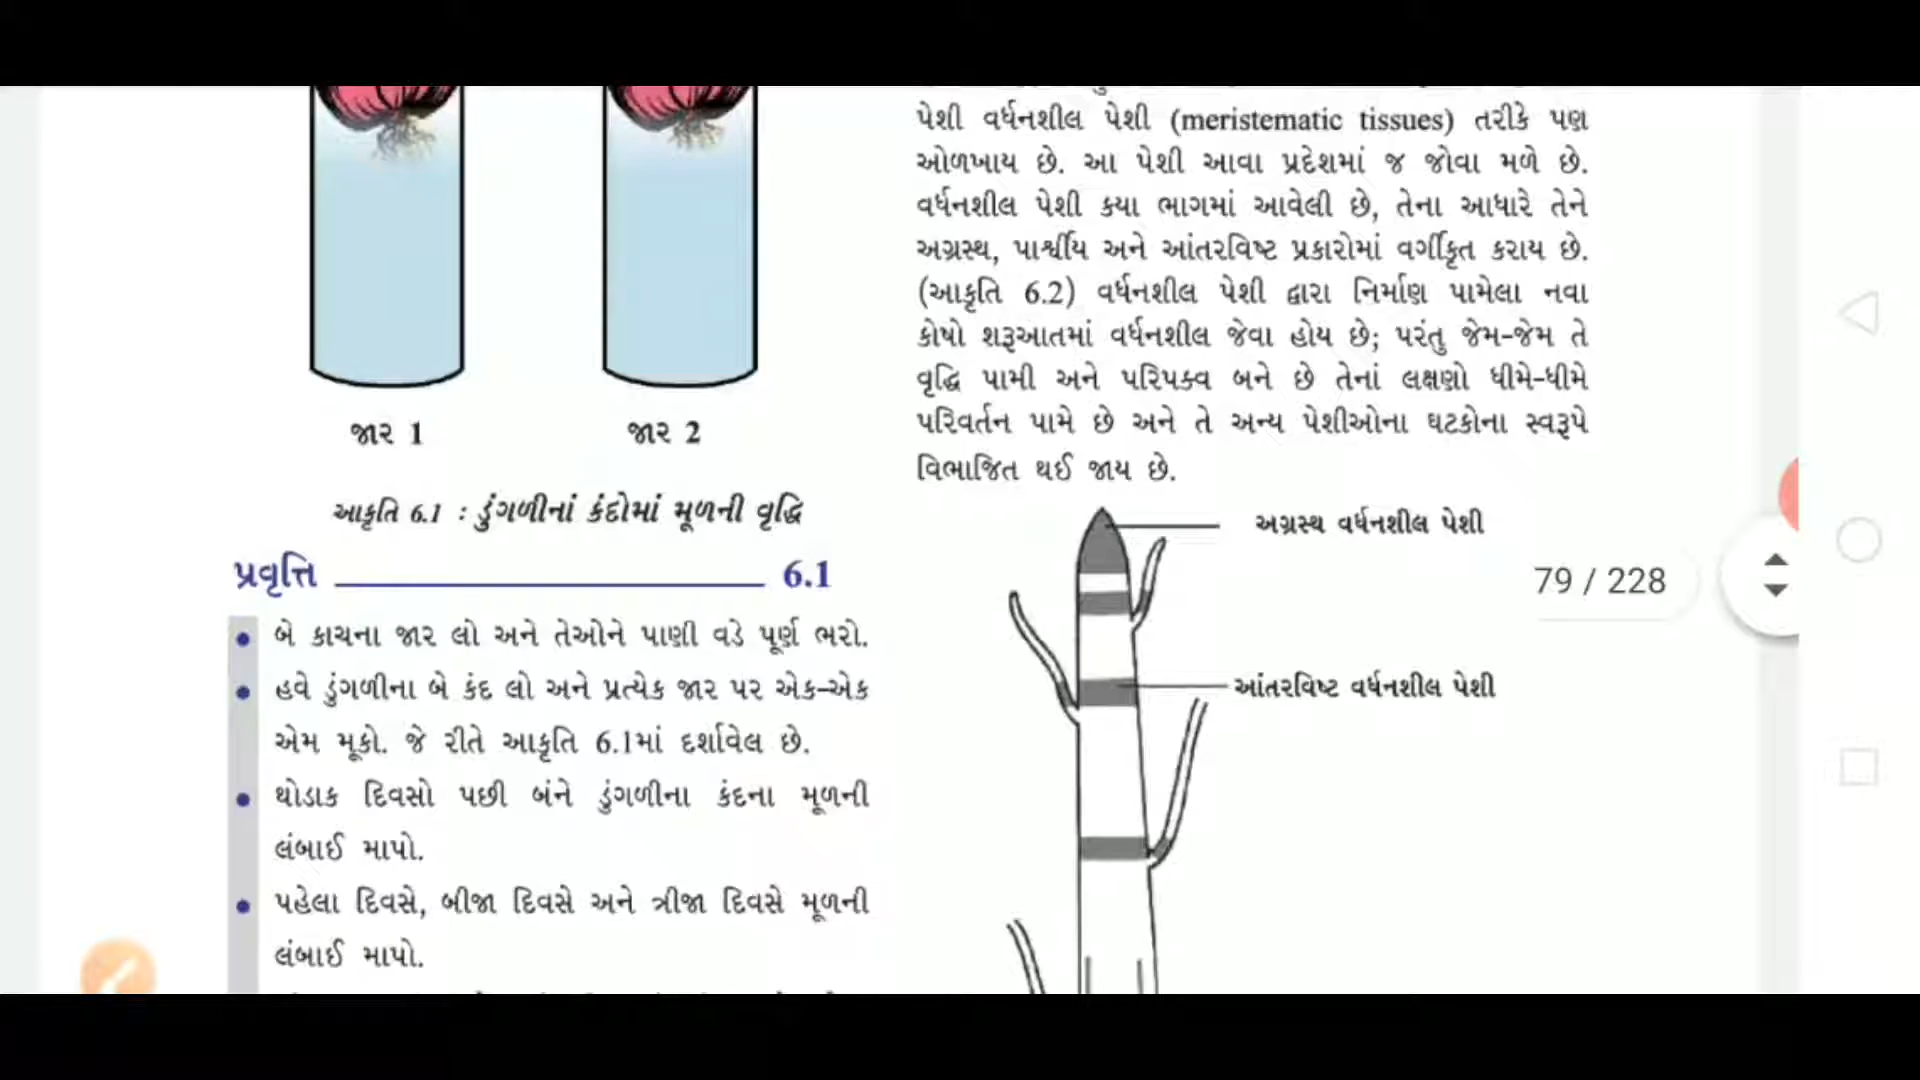 જાર 1
જાર 2
આકૃતિ 6.1 : ડુંગળીનાં કંદોમાં મૂળની વૃદ્ધિ
પ્રવૃત્તિ 6.1
• બે કાચના જાર લો અને તેઓને પાણી વડે પૂર્ણ ભરો.
• હવે ડુંગળીના બે કંદ લો અને પ્રત્યેક જાર પર એક-એક
એમ મૂકો. જે રીતે આકૃતિ 6.1માં દર્શાવેલ છે.
• થોડાક દિવસો પછી બંને ડુંગળીના કંદના મૂળની
લંબાઈ માપો.
• પહેલા દિવસે, બીજા દિવસે અને ત્રીજા દિવસે મૂળની
લંબાઈ માપો.
પેશી વર્ધનશીલ પેશી (meristematic tissues) તરીકે પણ
ઓળખાય છે. આ પેશી આવા પ્રદેશમાં જ જોવા મળે છે.
વર્ધનશીલ પેશી કયા ભાગમાં આવેલી છે, તેના આધારે તેને
અગ્રસ્થ, પાર્શ્વીય અને આંતરવિષ્ટ પ્રકારોમાં વર્ગીકૃત કરાય છે.
(આકૃતિ 6.2) વર્ધનશીલ પેશી દ્વારા નિર્માણ પામેલા નવા
કોષો શરૂઆતમાં વર્ધનશીલ જેવા હોય છે; પરંતુ જેમ-જેમ તે
વૃદ્ધિ પામી અને પરિપક્વ બને છે તેનાં લક્ષણો ધીમે-ધીમે
પરિવર્તન પામે છે અને તે અન્ય પેશીઓના ઘટકોના સ્વરૂપે
વિભાજિત થઈ જાય છે.
અગ્રસ્થ વર્ધનશીલ પેશી
79 / 228
આંતરવિષ્ટ વર્ધનશીલ પેશી